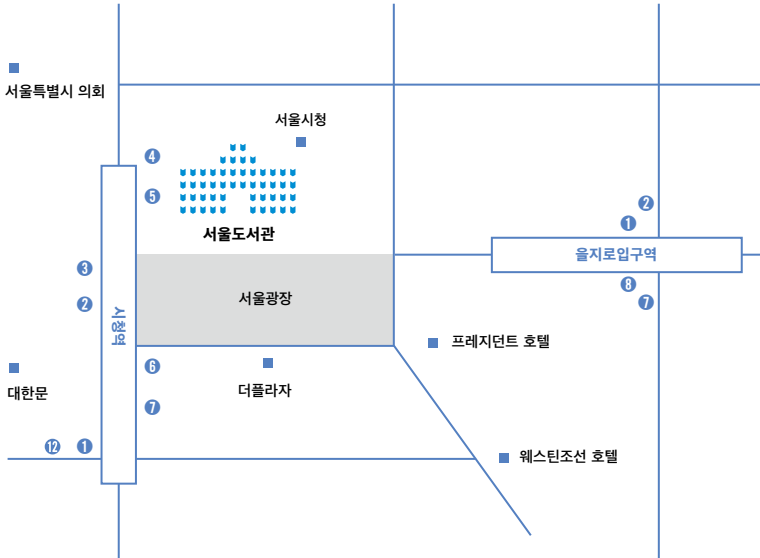 서울특별시 의회
서울시청
④
⑤
서울도서관
②
①
을지로입구역
③
②
서울광장
⑧
⑦
시청역
프레지던트 호텔
⑥
더플라자
대한문
⑦
⑫ ①
웨스틴조선 호텔